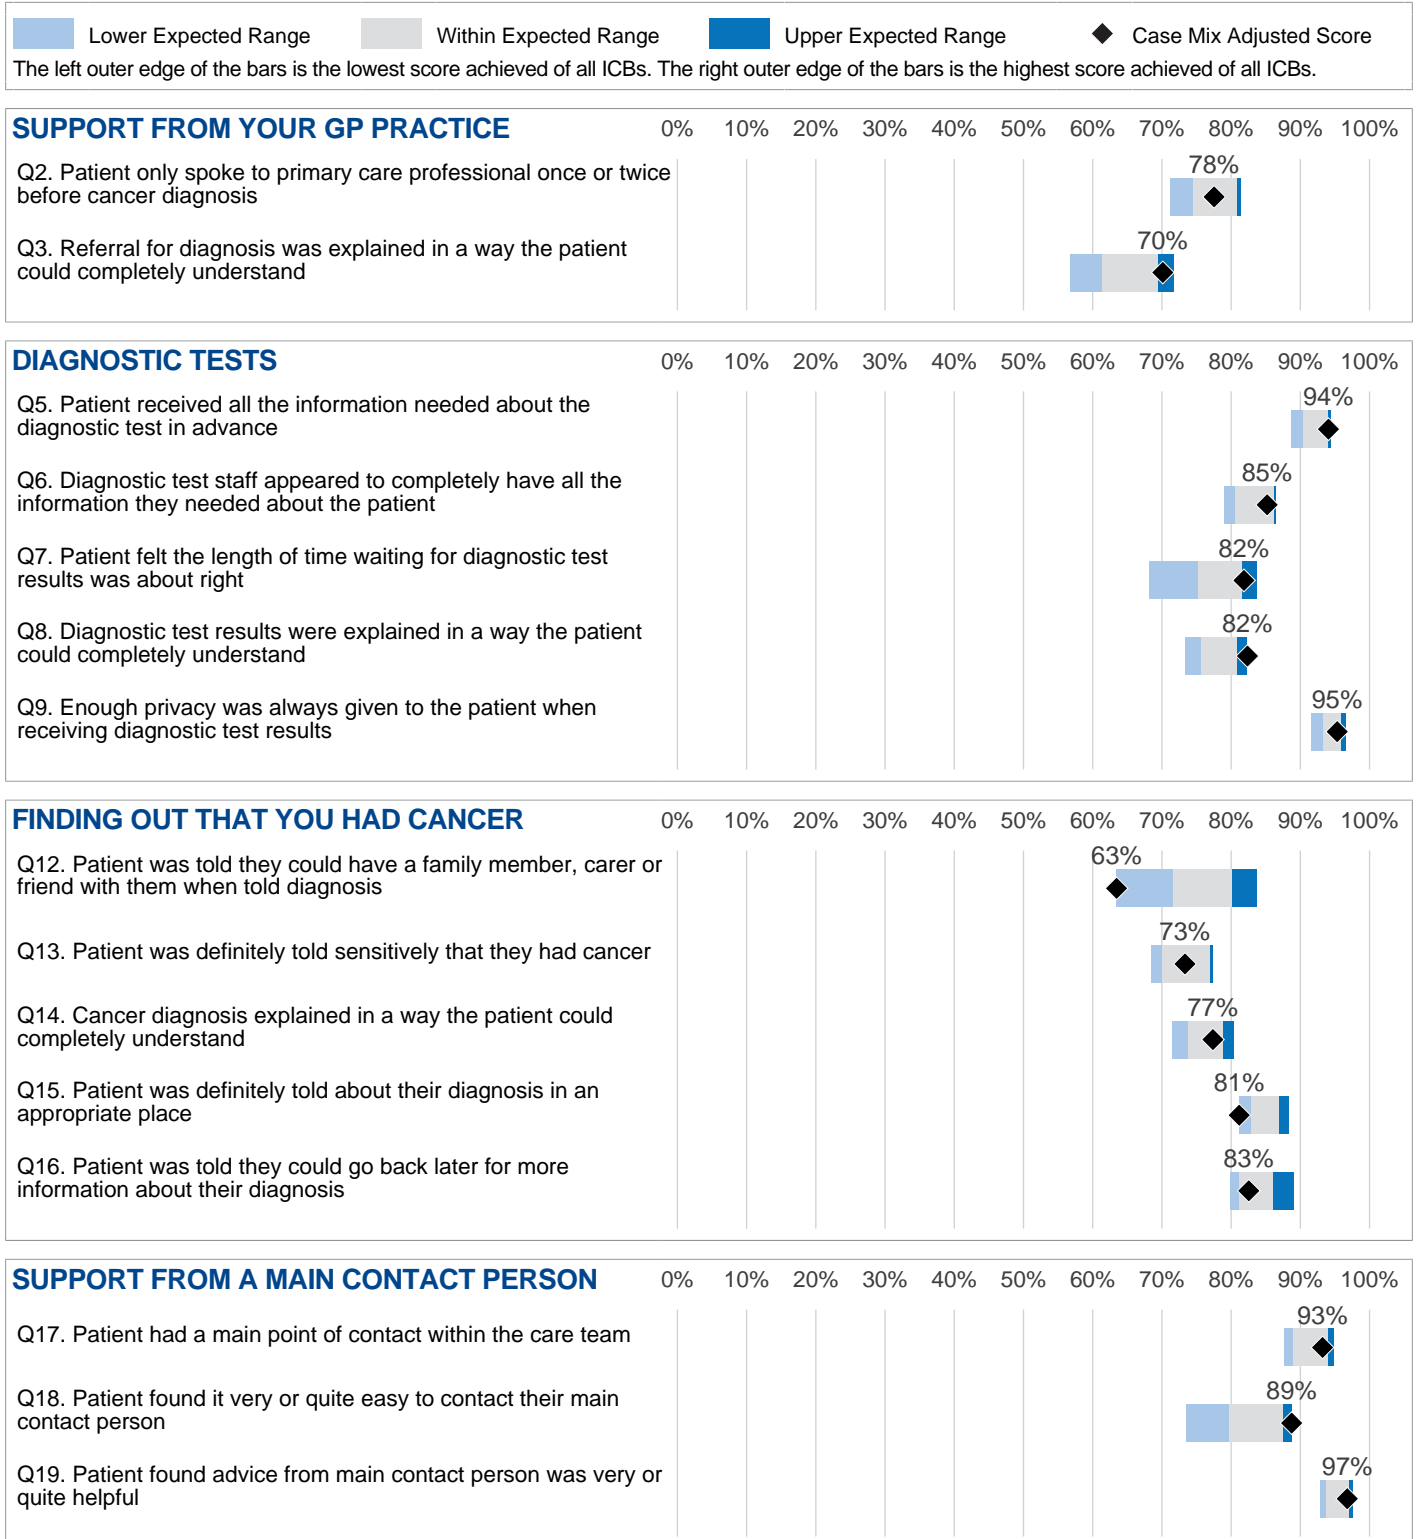 Lower Expected Range Within Expected Range Upper Expected Range Case Mix Adjusted Score
The left outer edge of the bars is the lowest score achieved of all ICBs. The right outer edge of the bars is the highest score achieved of all ICBs.
SUPPORT FROM YOUR GP PRACTICE 0% 10% 20% 30% 40% 50% 60% 70% 80% 90% 100%
Q2. Patient only spoke to primary care professional once or twice
before cancer diagnosis
78%
Q3. Referral for diagnosis was explained in a way the patient
could completely understand
70%
DIAGNOSTIC TESTS 0% 10% 20% 30% 40% 50% 60% 70% 80% 90% 100%
Q5. Patient received all the information needed about the
diagnostic test in advance
94%
Q6. Diagnostic test staff appeared to completely have all the
information they needed about the patient
85%
Q7. Patient felt the length of time waiting for diagnostic test
results was about right
82%
Q8. Diagnostic test results were explained in a way the patient
could completely understand
82%
Q9. Enough privacy was always given to the patient when
receiving diagnostic test results
95%
FINDING OUT THAT YOU HAD CANCER 0% 10% 20% 30% 40% 50% 60% 70% 80% 90% 100%
Q12. Patient was told they could have a family member, carer or
friend with them when told diagnosis
63%
Q13. Patient was definitely told sensitively that they had cancer
73%
Q14. Cancer diagnosis explained in a way the patient could
completely understand
77%
Q15. Patient was definitely told about their diagnosis in an
appropriate place
81%
Q16. Patient was told they could go back later for more
information about their diagnosis
83%
SUPPORT FROM A MAIN CONTACT PERSON 0% 10% 20% 30% 40% 50% 60% 70% 80% 90% 100%
Q17. Patient had a main point of contact within the care team
93%
Q18. Patient found it very or quite easy to contact their main
contact person
89%
Q19. Patient found advice from main contact person was very or
quite helpful
97%